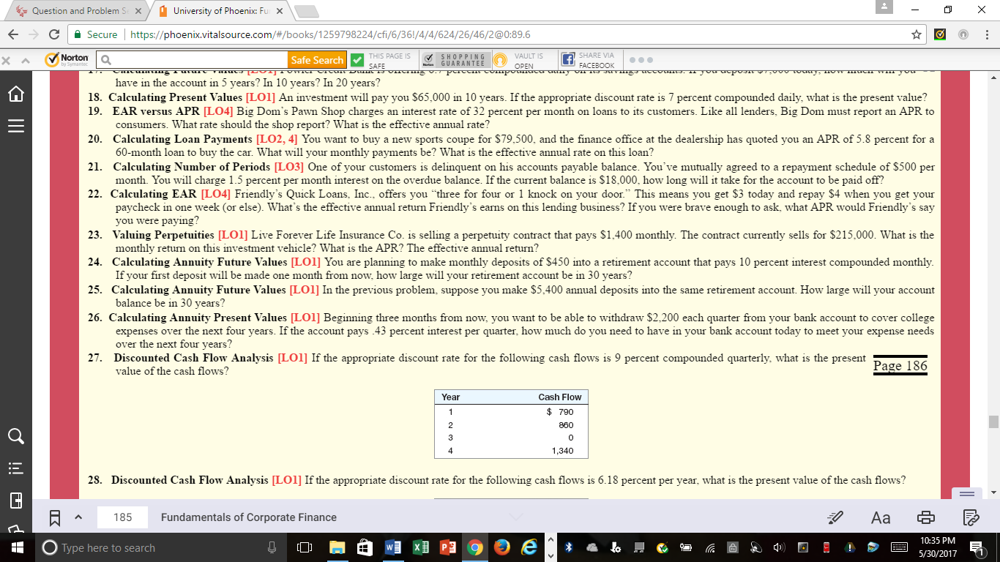 Question and Problem S
University of Phoenix: Fu
Secure | https://phoenix.vitalsource.com/#/books/1259798224/cfi/6/36!/4/4/624/26/46/2@0:89.6
Norton
by Symantec
Safe Search
THIS PAGE IS
SAFE
SHOPPING
GUARANTEE
VAULT IS
OPEN
SHARE VIA
FACEBOOK
have in the account in 5 years? In 10 years? In 20 years?
18. Calculating Present Values [LO1] An investment will pay you $65,000 in 10 years. If the appropriate discount rate is 7 percent compounded daily, what is the present value?
19. EAR versus APR [LO4] Big Dom’s Pawn Shop charges an interest rate of 32 percent per month on loans to its customers. Like all lenders, Big Dom must report an APR to
consumers. What rate should the shop report? What is the effective annual rate?
20. Calculating Loan Payments [LO2, 4] You want to buy a new sports coupe for $79,500, and the finance office at the dealership has quoted you an APR of 5.8 percent for a
60-month loan to buy the car. What will your monthly payments be? What is the effective annual rate on this loan?
21. Calculating Number of Periods [LO3] One of your customers is delinquent on his accounts payable balance. You’ve mutually agreed to a repayment schedule of $500 per
month. You will charge 1.5 percent per month interest on the overdue balance. If the current balance is $18,000, how long will it take for the account to be paid off?
22. Calculating EAR [LO4] Friendly’s Quick Loans, Inc., offers you “three for four or 1 knock on your door.” This means you get $3 today and repay $4 when you get your
paycheck in one week (or else). What’s the effective annual return Friendly’s earns on this lending business? If you were brave enough to ask, what APR would Friendly’s say
you were paying?
23. Valuing Perpetuities [LO1] Live Forever Life Insurance Co. is selling a perpetuity contract that pays $1,400 monthly. The contract currently sells for $215,000. What is the
monthly return on this investment vehicle? What is the APR? The effective annual return?
24. Calculating Annuity Future Values [LO1] You are planning to make monthly deposits of $450 into a retirement account that pays 10 percent interest compounded monthly.
If your first deposit will be made one month from now, how large will your retirement account be in 30 years?
25. Calculating Annuity Future Values [LO1] In the previous problem, suppose you make $5,400 annual deposits into the same retirement account. How large will your account
balance be in 30 years?
26. Calculating Annuity Present Values [LO1] Beginning three months from now, you want to be able to withdraw $2,200 each quarter from your bank account to cover college
expenses over the next four years. If the account pays .43 percent interest per quarter, how much do you need to have in your bank account today to meet your expense needs
over the next four years?
27. Discounted Cash Flow Analysis [LO1] If the appropriate discount rate for the following cash flows is 9 percent compounded quarterly, what is the present
value of the cash flows?
Page 186
Year Cash Flow
1 $ 790
2 860
3 0
4 1,340
28. Discounted Cash Flow Analysis [LO1] If the appropriate discount rate for the following cash flows is 6.18 percent per year, what is the present value of the cash flows?
185
Fundamentals of Corporate Finance
Aa
Type here to search
10:35 PM
5/30/2017
1